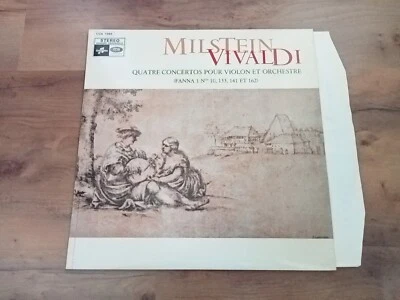 STEREO
MILSTEIN
VIVALDI
QUATRE CONCERTOS POUR VIOLON ET ORCHESTRE